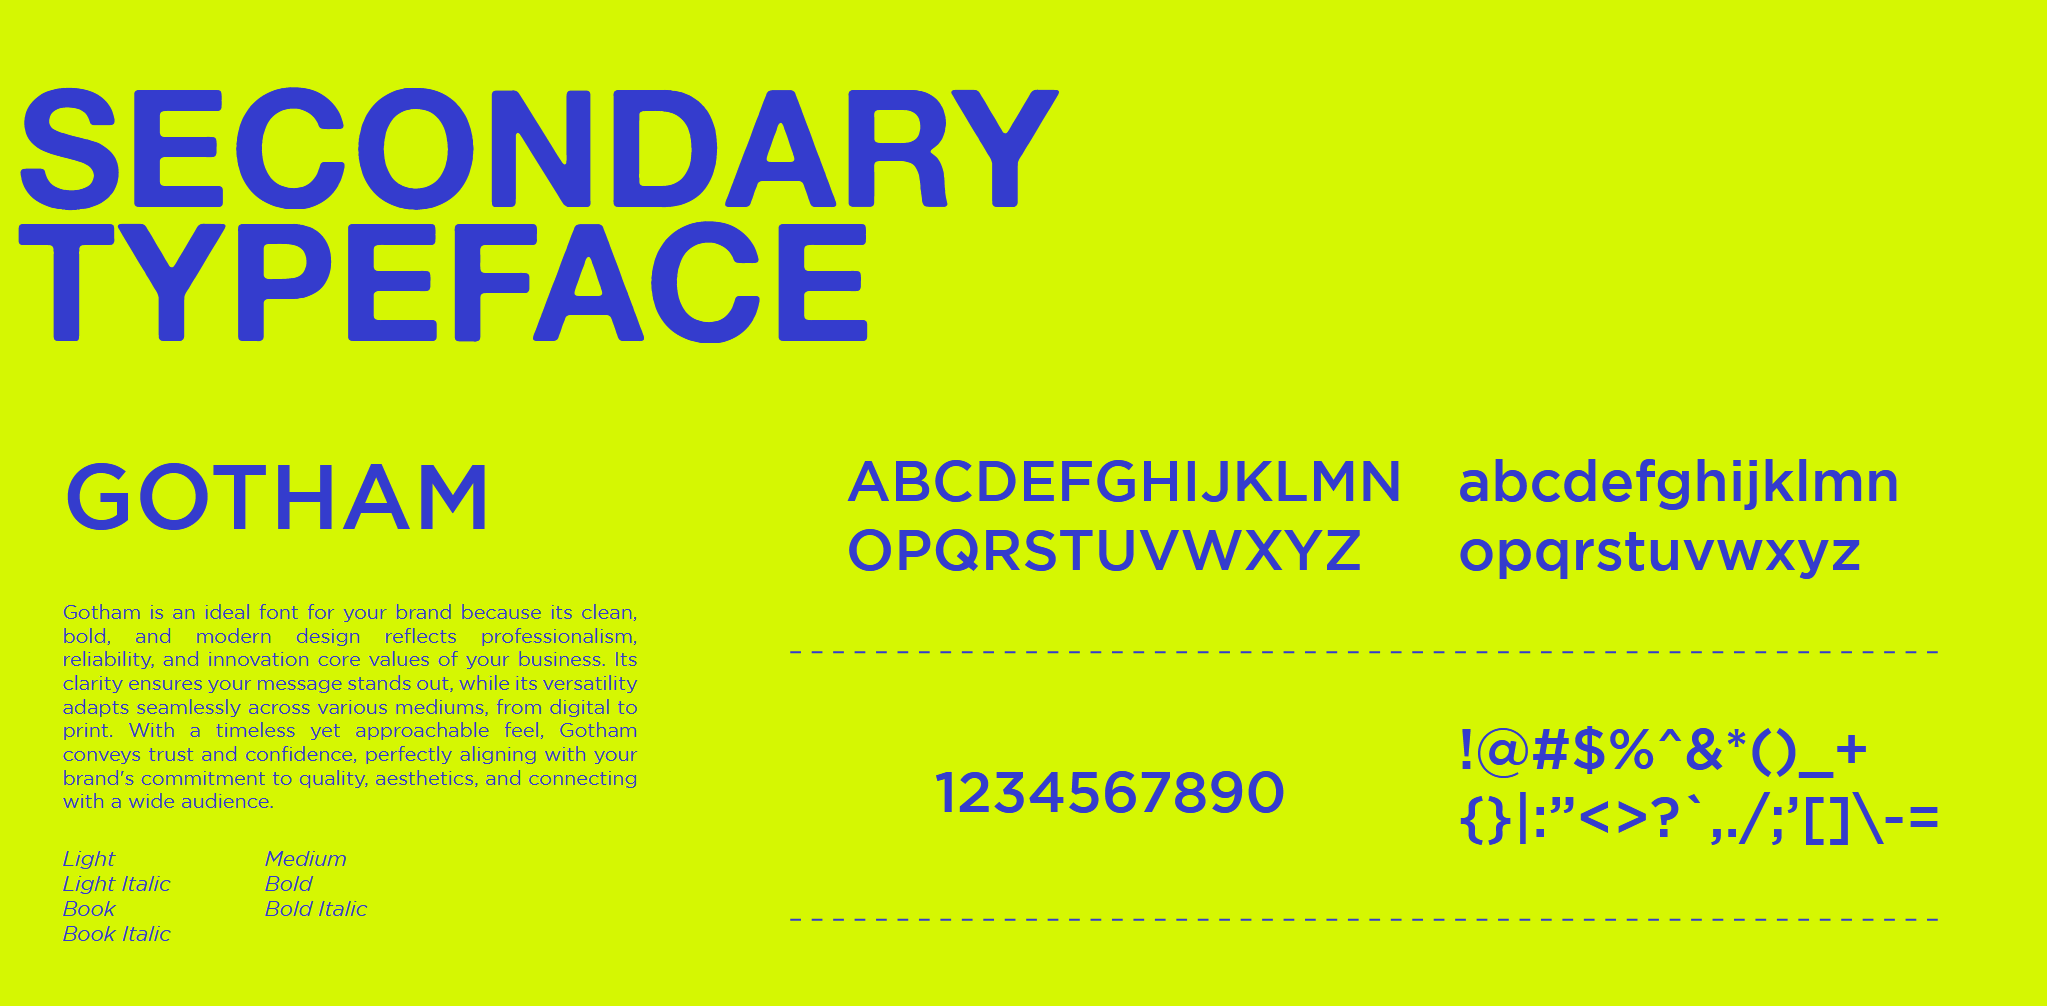 SECONDARY
TYPEFACE
GOTHAM
Gotham is an ideal font for your brand because its clean,
bold, and modern design reflects professionalism,
reliability, and innovation core values of your business. Its
clarity ensures your message stands out, while its versatility
adapts seamlessly across various mediums, from digital to
print. With a timeless yet approachable feel, Gotham
conveys trust and confidence, perfectly aligning with your
brand's commitment to quality, aesthetics, and connecting
with a wide audience.
Light
Light Italic
Book
Book Italic
Medium
Bold
Bold Italic
ABCDEFGHIJKLMN
OPQRSTUVWXYZ
abcdefghijklmn
opqrstuvwxyz
1234567890
!@#$%^&*()_+
{}|:”<>?`,./;’[]\-=